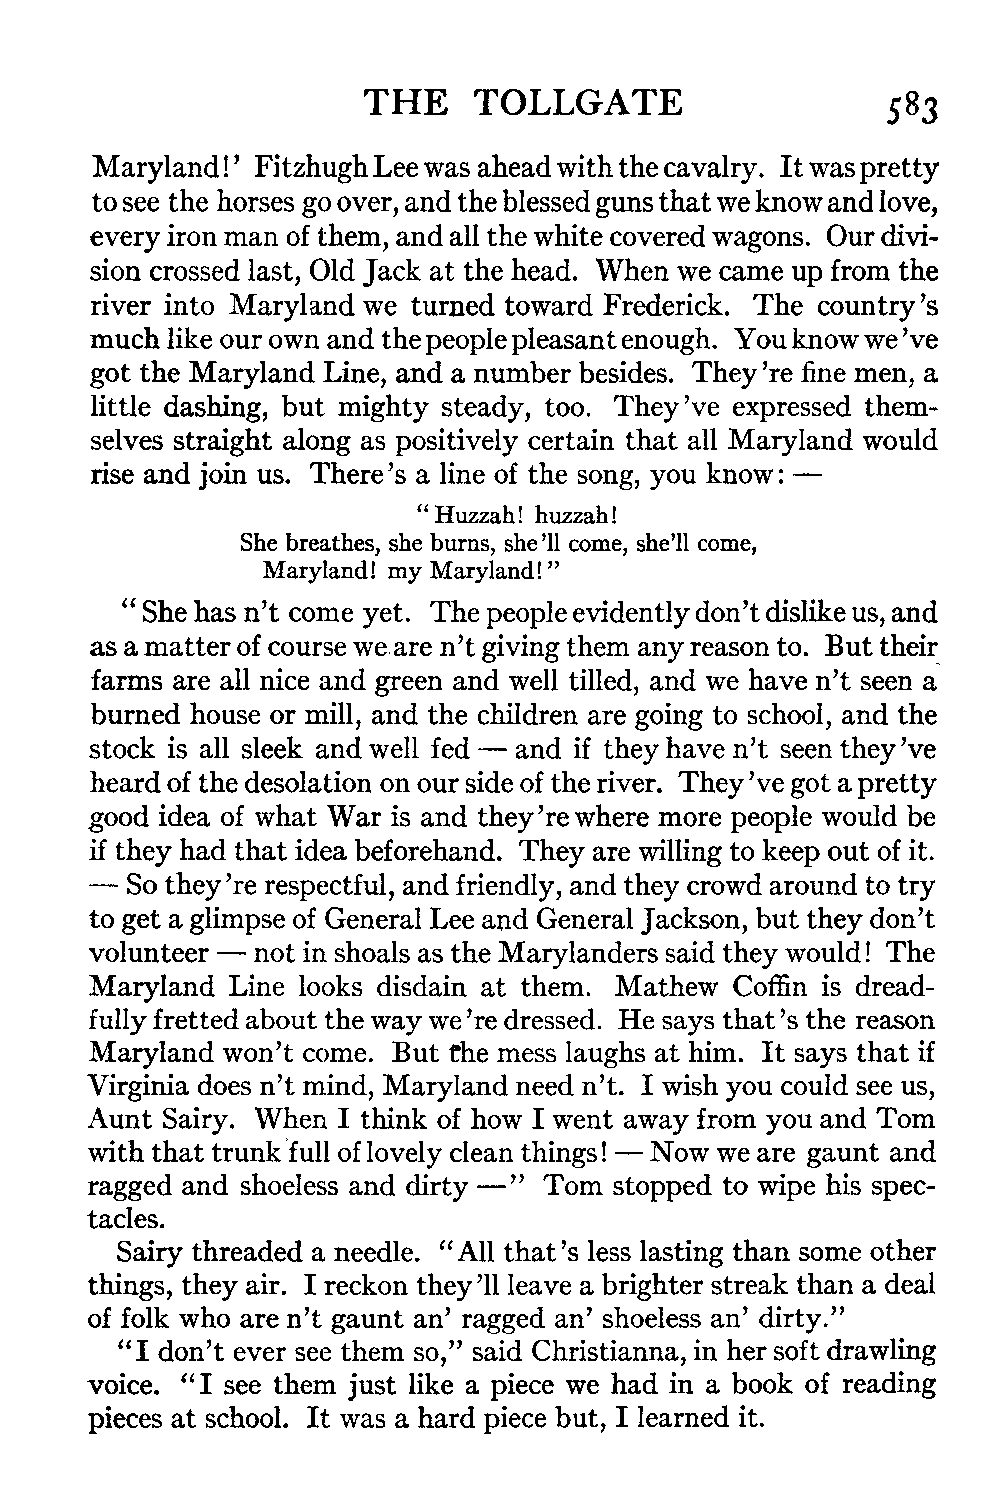 THE TOLLGATE 583
Maryland!' Fitzhugh Lee was ahead with the cavalry. It was pretty
to see the horses go over, and the blessed guns that we know and love,
every iron man of them, and all the white covered wagons. Our divi-
sion crossed last, Old Jack at the head. When we came up from the
river into Maryland we turned toward Frederick. The country's
much like our own and the people pleasant enough. You know we've
got the Maryland Line, and a number besides. They're fine men, a
little dashing, but mighty steady, too. They've expressed them-
selves straight along as positively certain that all Maryland would
rise and join us. There's a line of the song, you know: —
"Huzzah! huzzah!
She breathes, she burns, she'll come, she'll come,
Maryland! my Maryland!"
"She has n't come yet. The people evidently don't dislike us, and
as a matter of course we are n't giving them any reason to. But their
farms are all nice and green and well tilled, and we have n't seen a
burned house or mill, and the children are going to school, and the
stock is all sleek and well fed — and if they have n't seen they've
heard of the desolation on our side of the river. They've got a pretty
good idea of what War is and they're where more people would be
if they had that idea beforehand. They are willing to keep out of it.
— So they're respectful, and friendly, and they crowd around to try
to get a glimpse of General Lee and General Jackson, but they don't
volunteer — not in shoals as the Marylanders said they would! The
Maryland Line looks disdain at them. Mathew Coffin is dread-
fully fretted about the way we're dressed. He says that's the reason
Maryland won't come. But the mess laughs at him. It says that if
Virginia does n't mind, Maryland need n't. I wish you could see us,
Aunt Sairy. When I think of how I went away from you and Tom
with that trunk full of lovely clean things! — Now we are gaunt and
ragged and shoeless and dirty —" Tom stopped to wipe his spec-
tacles.
Sairy threaded a needle. "All that's less lasting than some other
things, they air. I reckon they'll leave a brighter streak than a deal
of folk who are n't gaunt an' ragged an' shoeless an' dirty."
"I don't ever see them so," said Christianna, in her soft drawling
voice. "I see them just like a piece we had in a book of reading
pieces at school. It was a hard piece but, I learned it.